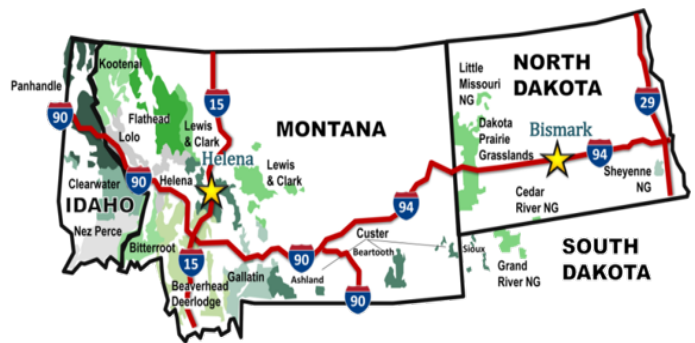 Kootenai
Panhandle
90
Flathead
Lolo
15
Lewis
& Clark
MONTANA
Little
Missouri
NG
NORTH
DAKOTA
29
Dakota
Prairie
Grasslands
Bismark
94
Sheyenne
NG
Cedar
River NG
Clearwater
IDAHO
Nez Perce
90
Helena
Helena
Lewis
& Clark
Bitterroot
15
Beaverhead
Deerlodge
Gallatin
90
Ashland
Custer
Beartooth
94
90
Sioux
Grand
River NG
SOUTH
DAKOTA